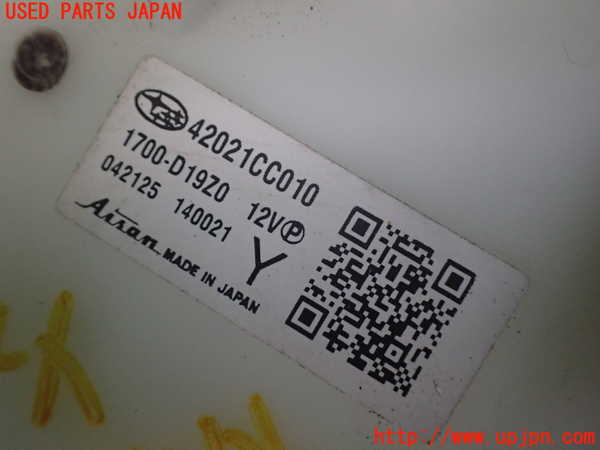 USED PARTS JAPAN
42021CC010
1700-D19Z0 12V P
042125 140021 Y
Aisan MADE IN JAPAN
http://www.upjpn.com